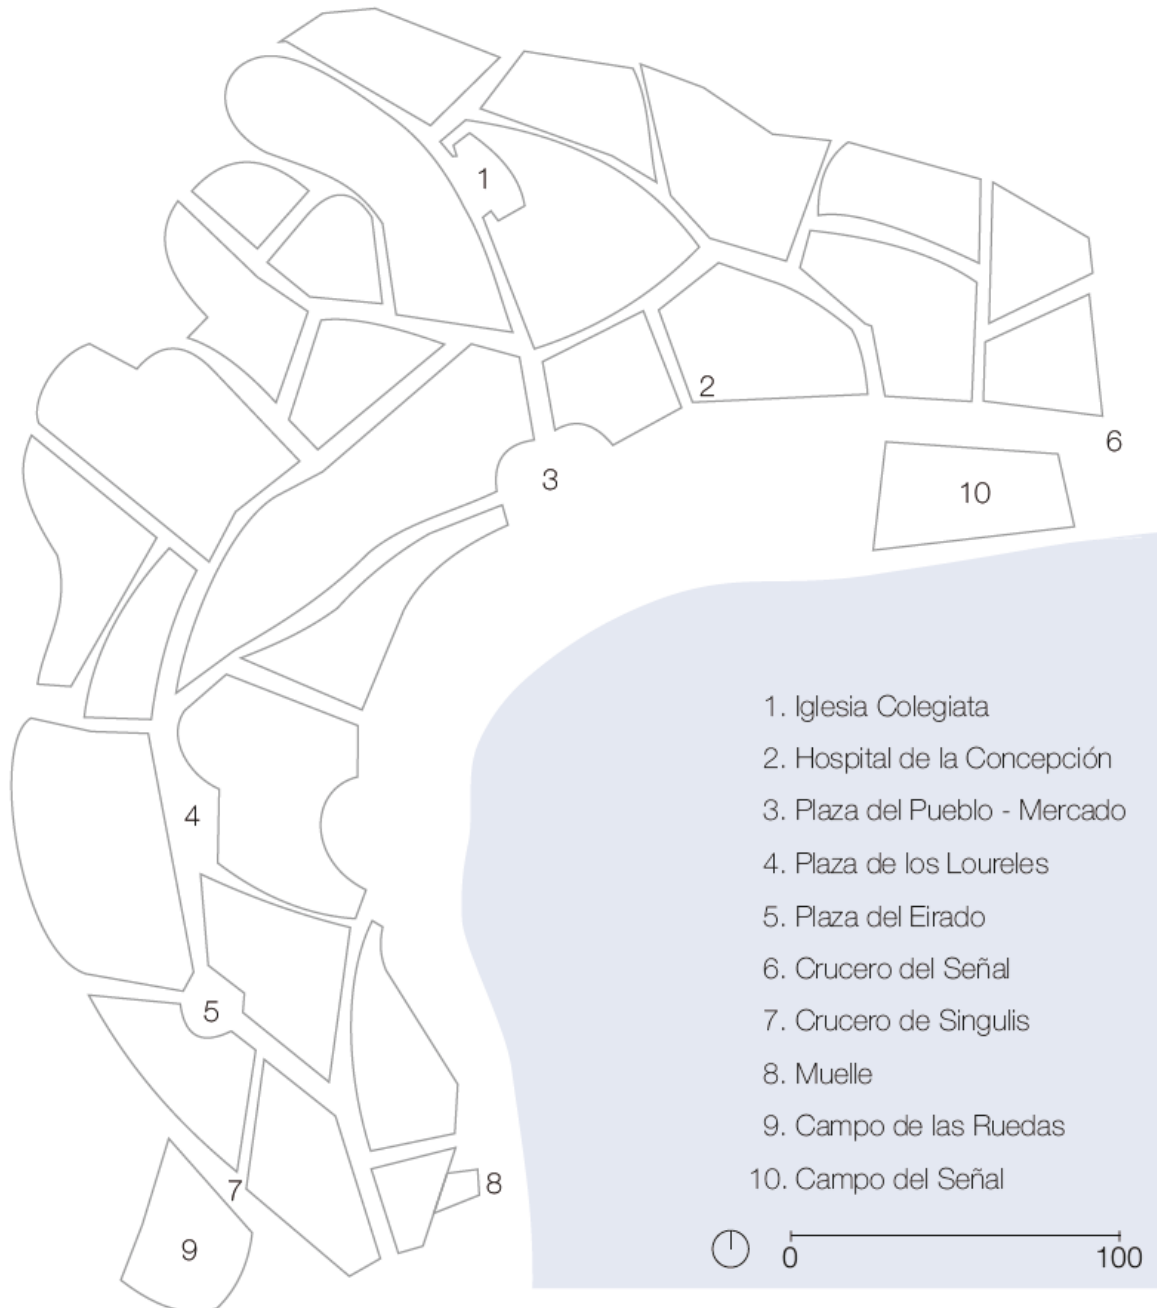 1
2
3
6
10
4
5
7
8
9
1. Iglesia Colegiata
2. Hospital de la Concepción
3. Plaza del Pueblo - Mercado
4. Plaza de los Loureles
5. Plaza del Eirado
6. Crucero del Señal
7. Crucero de Singulis
8. Muelle
9. Campo de las Ruedas
10. Campo del Señal
0 100